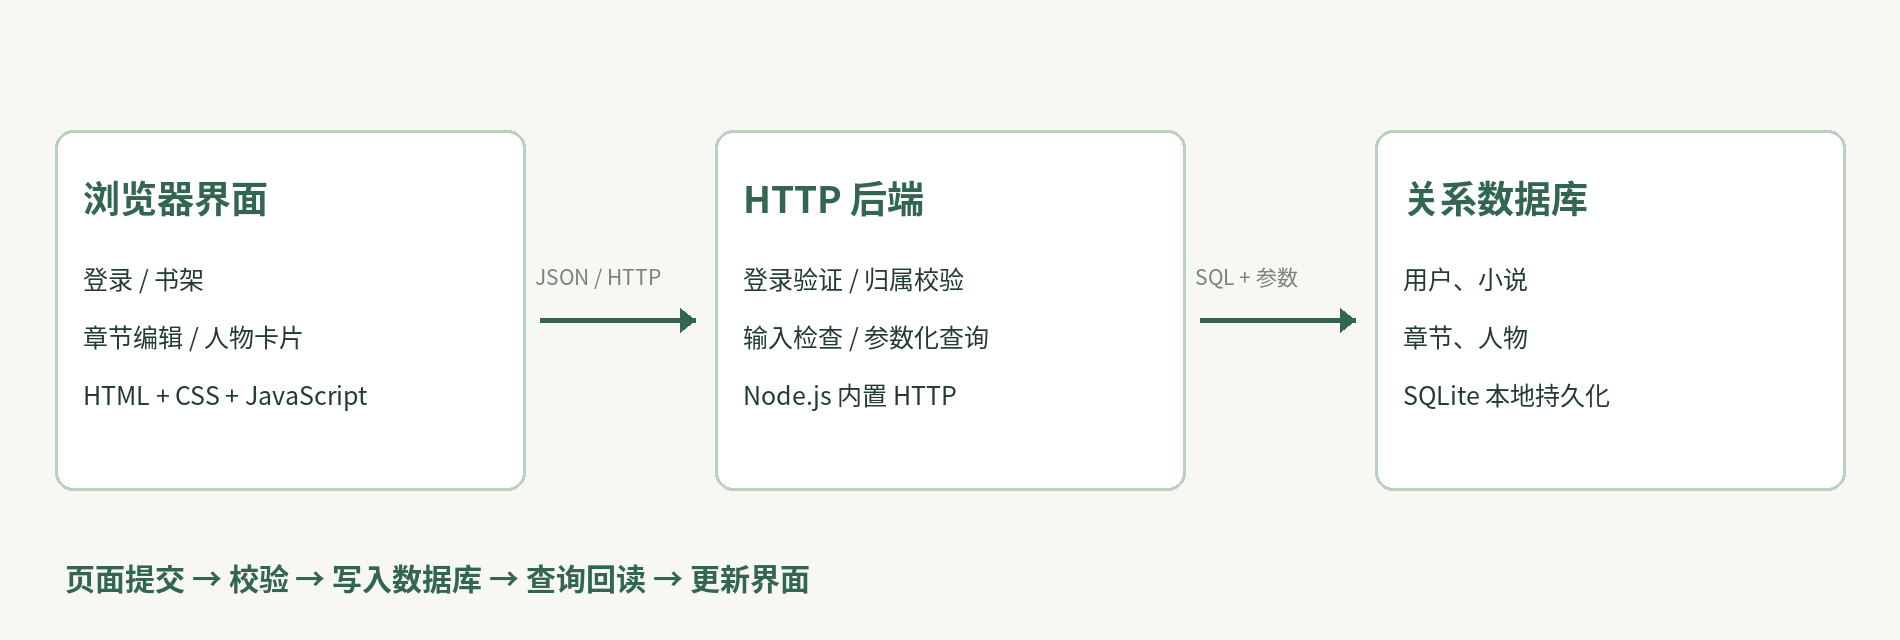 浏览器界面
登录 / 书架
章节编辑 / 人物卡片
HTML + CSS + JavaScript
JSON / HTTP
HTTP 后端
登录验证 / 归属校验
输入检查 / 参数化查询
Node.js 内置 HTTP
SQL + 参数
关系数据库
用户、小说
章节、人物
SQLite 本地持久化
页面提交 → 校验 → 写入数据库 → 查询回读 → 更新界面